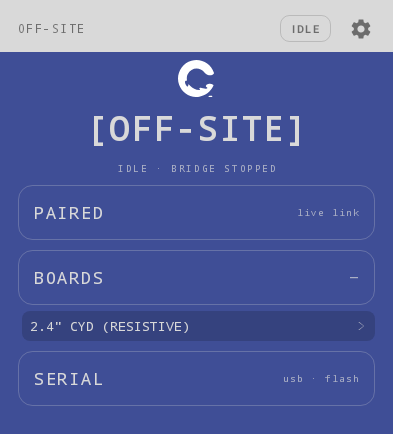 OFF-SITE
IDLE
[OFF-SITE]
IDLE · BRIDGE STOPPED
PAIRED live link
BOARDS —
2.4" CYD (RESISTIVE) >
SERIAL usb · flash